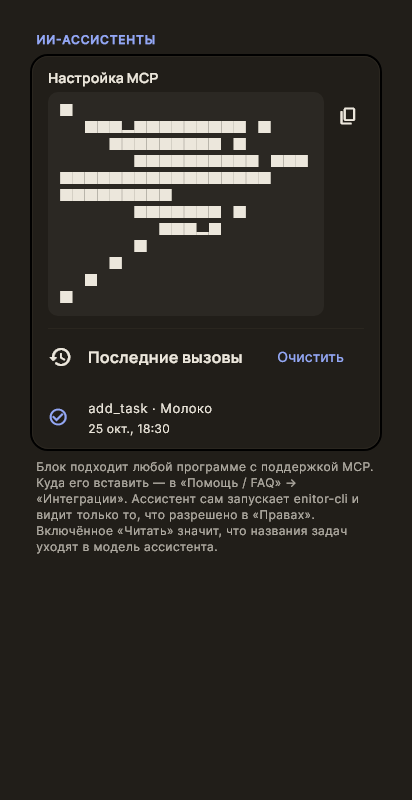 ИИ-АССИСТЕНТЫ
Настройка MCP
Последние вызовы
Очистить
add_task · Молоко
25 окт., 18:30
Блок подходит любой программе с поддержкой MCP.
Куда его вставить — в «Помощь / FAQ» →
«Интеграции». Ассистент сам запускает enitor-cli и
видит только то, что разрешено в «Правах».
Включённое «Читать» значит, что названия задач
уходят в модель ассистента.